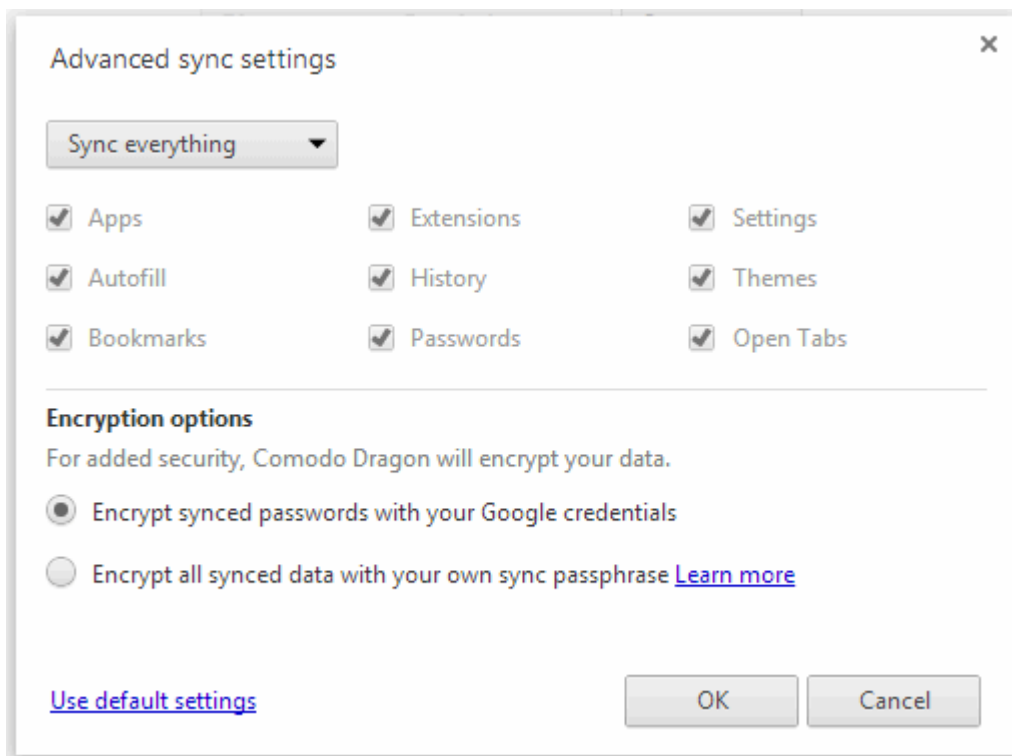 Advanced sync settings
Sync everything
Apps Extensions Settings
Autofill History Themes
Bookmarks Passwords Open Tabs
Encryption options
For added security, Comodo Dragon will encrypt your data.
Encrypt synced passwords with your Google credentials
Encrypt all synced data with your own sync passphrase Learn more
Use default settings OK Cancel